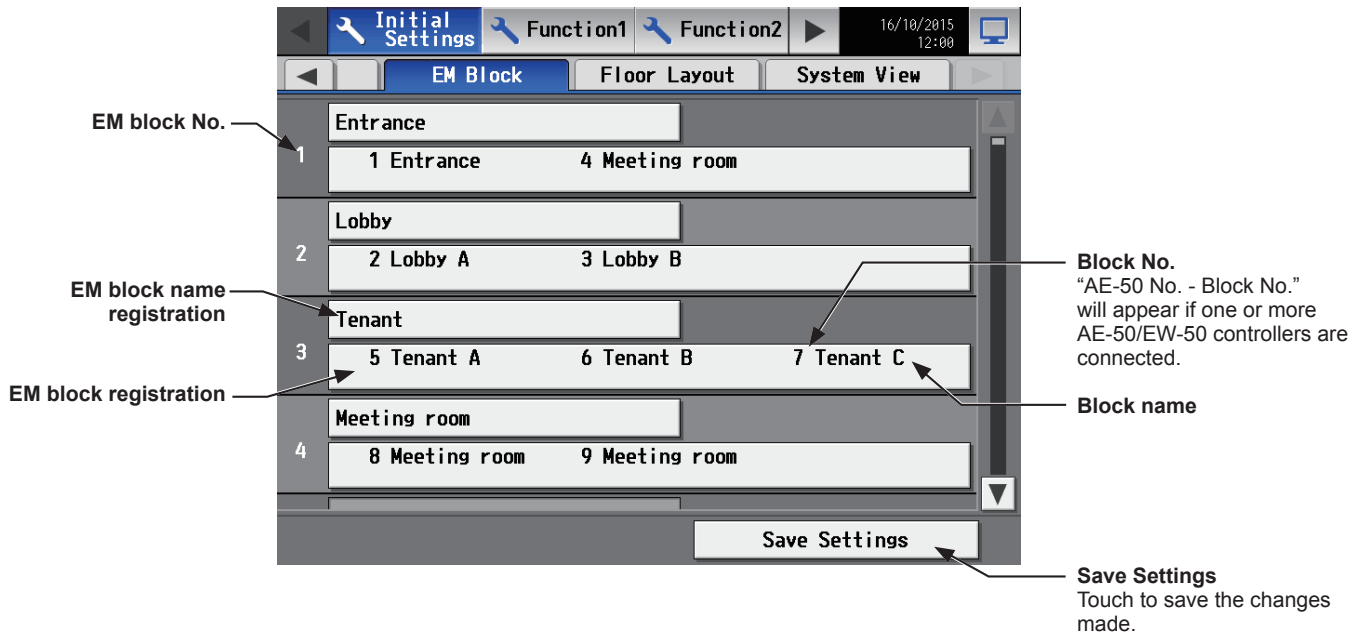 Initial
Settings
Function1
Function2
16/10/2015
12:00
EM Block
Floor Layout
System View
EM block No.
1
Entrance
1 Entrance 4 Meeting room
2
Lobby
2 Lobby A 3 Lobby B
Block No.
“AE-50 No. - Block No.”
will appear if one or more
AE-50/EW-50 controllers are
connected.
EM block name
registration
3
Tenant
5 Tenant A 6 Tenant B 7 Tenant C
EM block registration
Block name
4
Meeting room
8 Meeting room 9 Meeting room
Save Settings
Save Settings
Touch to save the changes
made.